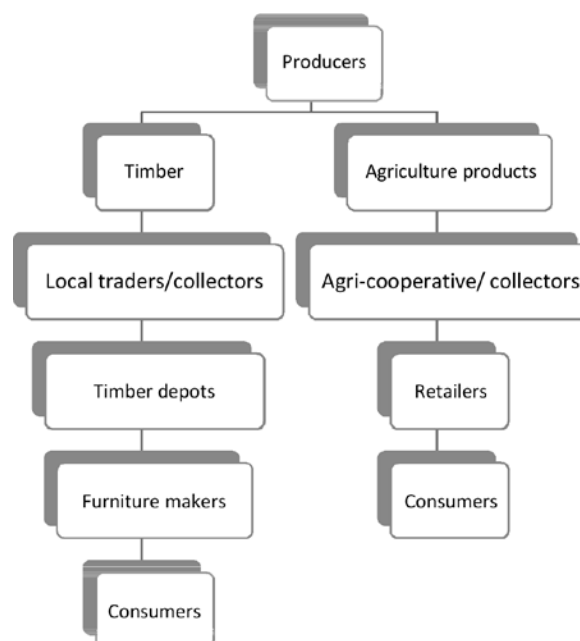 Producers
Timber
Agriculture products
Local traders/collectors
Agri-cooperative/ collectors
Timber depots
Retailers
Furniture makers
Consumers
Consumers